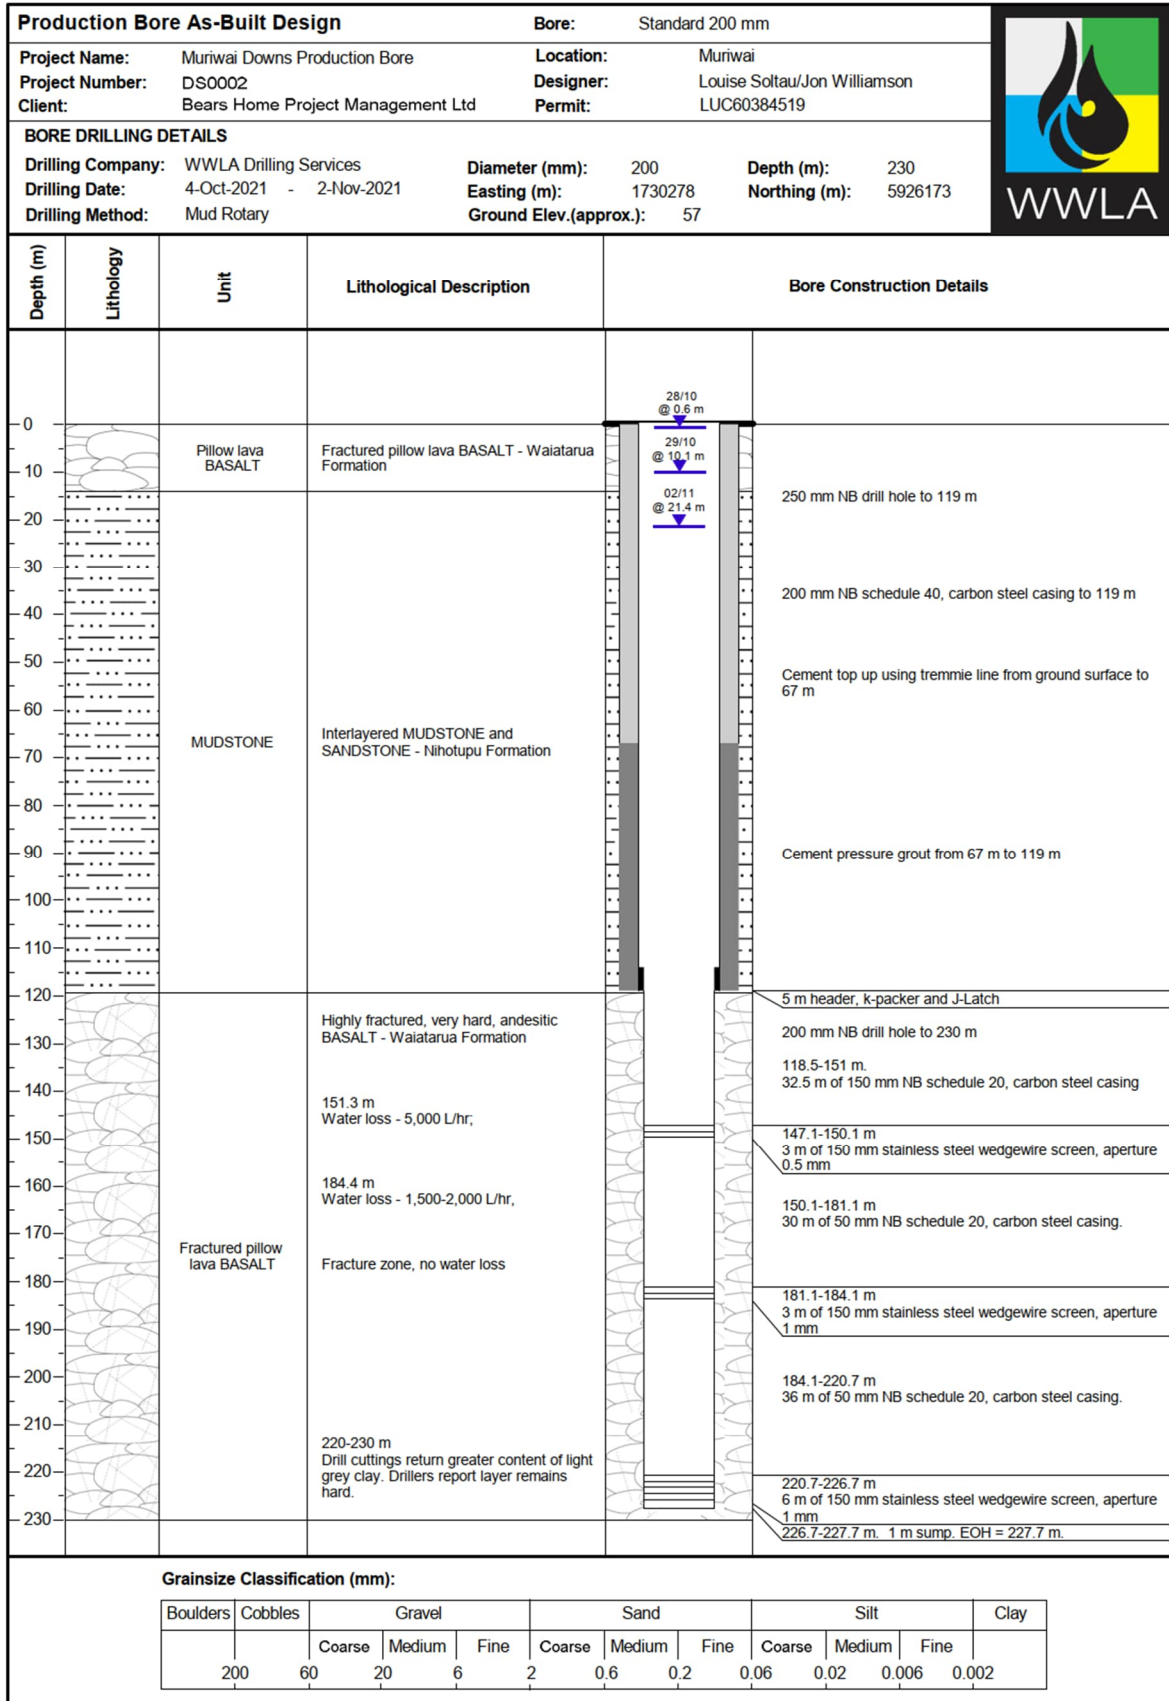 Production Bore As-Built Design
Bore: Standard 200 mm
Project Name: Muriwai Downs Production Bore
Location: Muriwai
Project Number: DS0002
Designer: Louise Soltau/Jon Williamson
Client: Bears Home Project Management Ltd
Permit: LUC60384519
WWLA
BORE DRILLING DETAILS
Drilling Company: WWLA Drilling Services
Diameter (mm): 200
Depth (m): 230
Drilling Date: 4-Oct-2021 - 2-Nov-2021
Easting (m): 1730278
Northing (m): 5926173
Drilling Method: Mud Rotary
Ground Elev.(approx.): 57
Depth (m)
Lithology
Unit
Lithological Description
Bore Construction Details
0
10
20
30
40
50
60
70
80
90
100
110
120
130
140
150
160
170
180
190
200
210
220
230
Pillow lava
BASALT
MUDSTONE
Fractured pillow
lava BASALT
Fractured pillow lava BASALT - Waiatarua
Formation
Interlayered MUDSTONE and
SANDSTONE - Nihotupu Formation
Highly fractured, very hard, andesitic
BASALT - Waiatarua Formation
151.3 m
Water loss - 5,000 L/hr;
184.4 m
Water loss - 1,500-2,000 L/hr,
Fracture zone, no water loss
220-230 m
Drill cuttings return greater content of light
grey clay. Drillers report layer remains
hard.
28/10
@ 0.6 m
29/10
@ 10.1 m
02/11
@ 21.4 m
250 mm NB drill hole to 119 m
200 mm NB schedule 40, carbon steel casing to 119 m
Cement top up using tremmie line from ground surface to
67 m
Cement pressure grout from 67 m to 119 m
5 m header, k-packer and J-Latch
200 mm NB drill hole to 230 m
118.5-151 m.
32.5 m of 150 mm NB schedule 20, carbon steel casing
147.1-150.1 m
3 m of 150 mm stainless steel wedgewire screen, aperture
0.5 mm
150.1-181.1 m
30 m of 50 mm NB schedule 20, carbon steel casing.
181.1-184.1 m
3 m of 150 mm stainless steel wedgewire screen, aperture
1 mm
184.1-220.7 m
36 m of 50 mm NB schedule 20, carbon steel casing.
220.7-226.7 m
6 m of 150 mm stainless steel wedgewire screen, aperture
1 mm
226.7-227.7 m. 1 m sump. EOH = 227.7 m.
Grainsize Classification (mm):
Boulders Cobbles Gravel Sand Silt Clay
Coarse Medium Fine Coarse Medium Fine Coarse Medium Fine
200 60 20 6 2 0.6 0.2 0.06 0.02 0.006 0.002